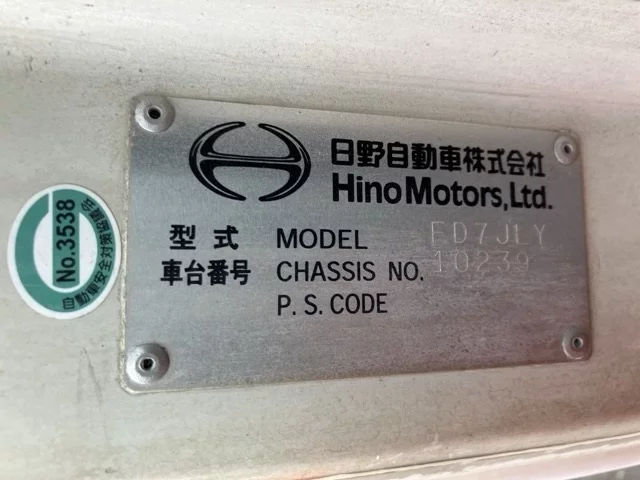 日野自動車株式会社
Hino Motors, Ltd.
型式 MODEL FD7JLY
車台番号 CHASSIS NO. 10239
P. S. CODE
No.3538